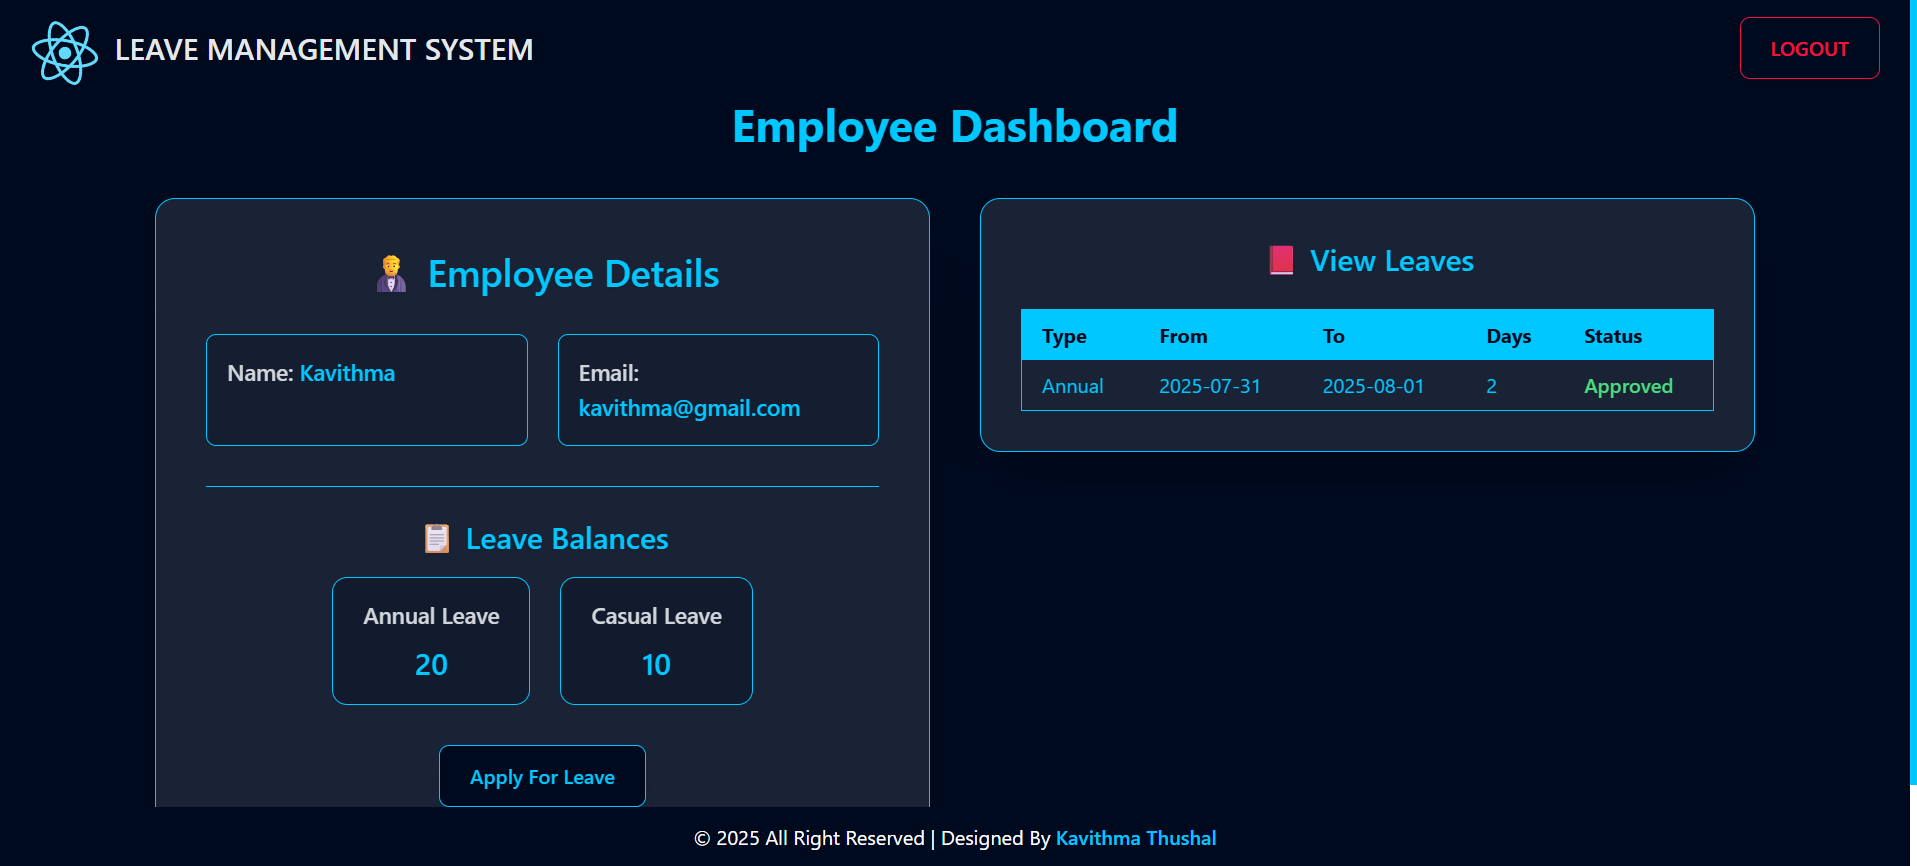 LEAVE MANAGEMENT SYSTEM
LOGOUT
Employee Dashboard
Employee Details
Name: Kavithma
Email:
kavithma@gmail.com
Leave Balances
Annual Leave
20
Casual Leave
10
Apply For Leave
View Leaves
Type From To Days Status
Annual 2025-07-31 2025-08-01 2 Approved
© 2025 All Right Reserved | Designed By Kavithma Thushal